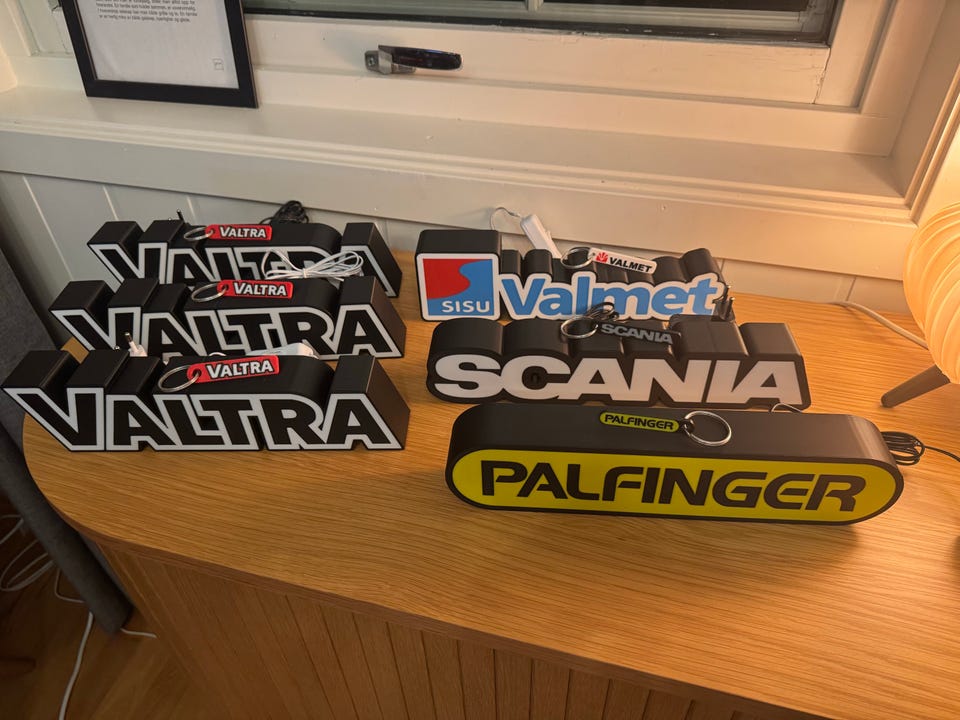 VALTRA
VALTRA
VALTRA
VALTRA
VALTRA
VALTRA
VALMET
SISU Valmet
SCANIA
SCANIA
PALFINGER
PALFINGER